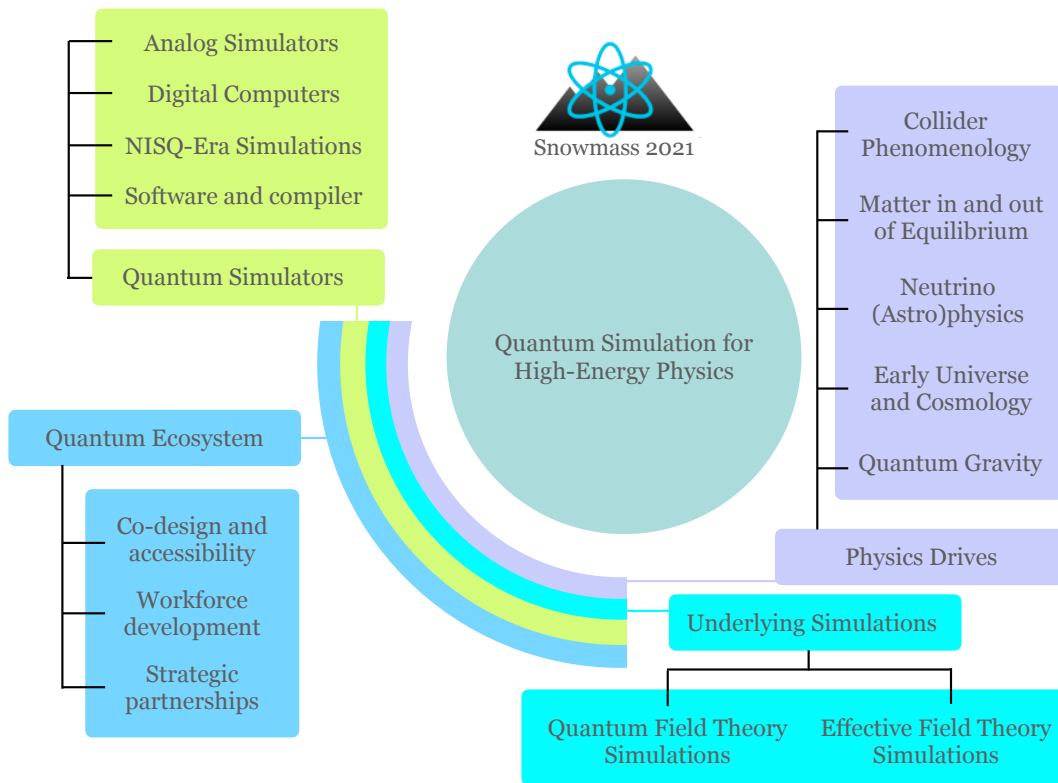 Analog Simulators
Digital Computers
NISQ-Era Simulations
Software and compiler
Quantum Simulators
Snowmass 2021
Quantum Simulation for
High-Energy Physics
Collider
Phenomenology
Matter in and out
of Equilibrium
Neutrino
(Astro)physics
Early Universe
and Cosmology
Quantum Gravity
Physics Drives
Quantum Ecosystem
Co-design and
accessibility
Workforce
development
Strategic
partnerships
Underlying Simulations
Quantum Field Theory
Simulations
Effective Field Theory
Simulations